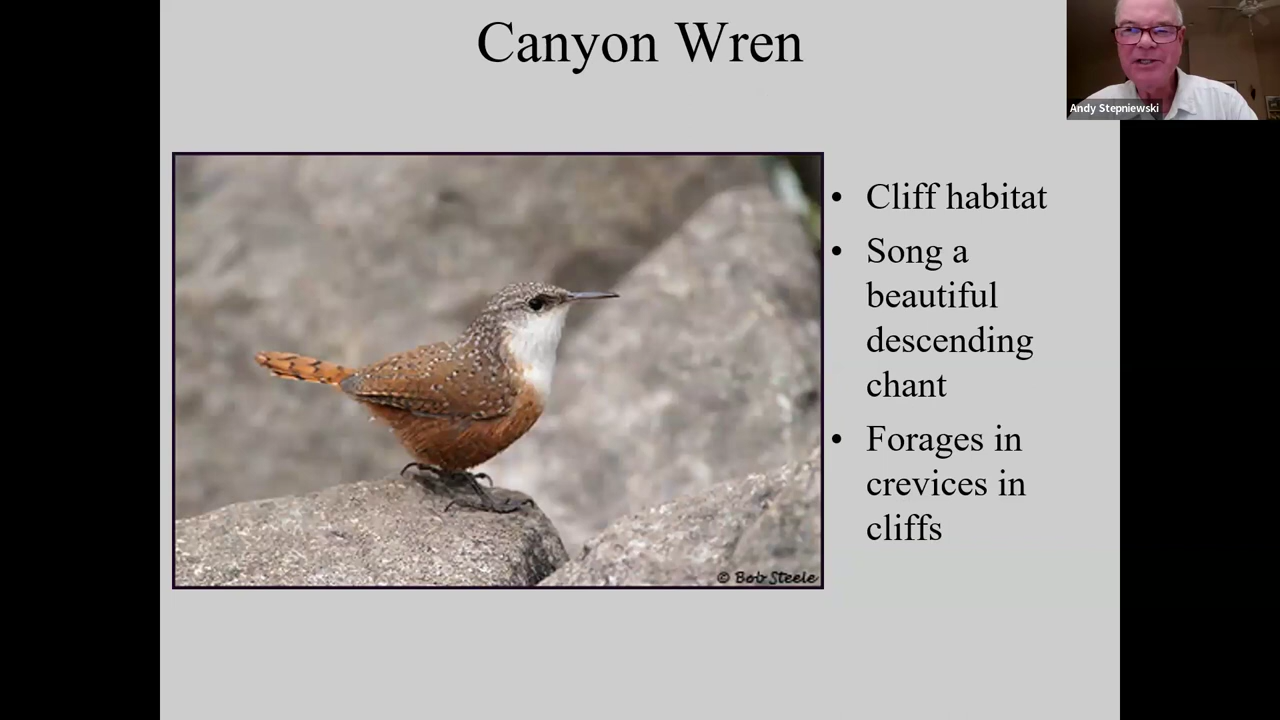 Canyon Wren
Andy Stepniewski
• Cliff habitat
• Song a
beautiful
descending
chant
• Forages in
crevices in
cliffs
© Bob Steele